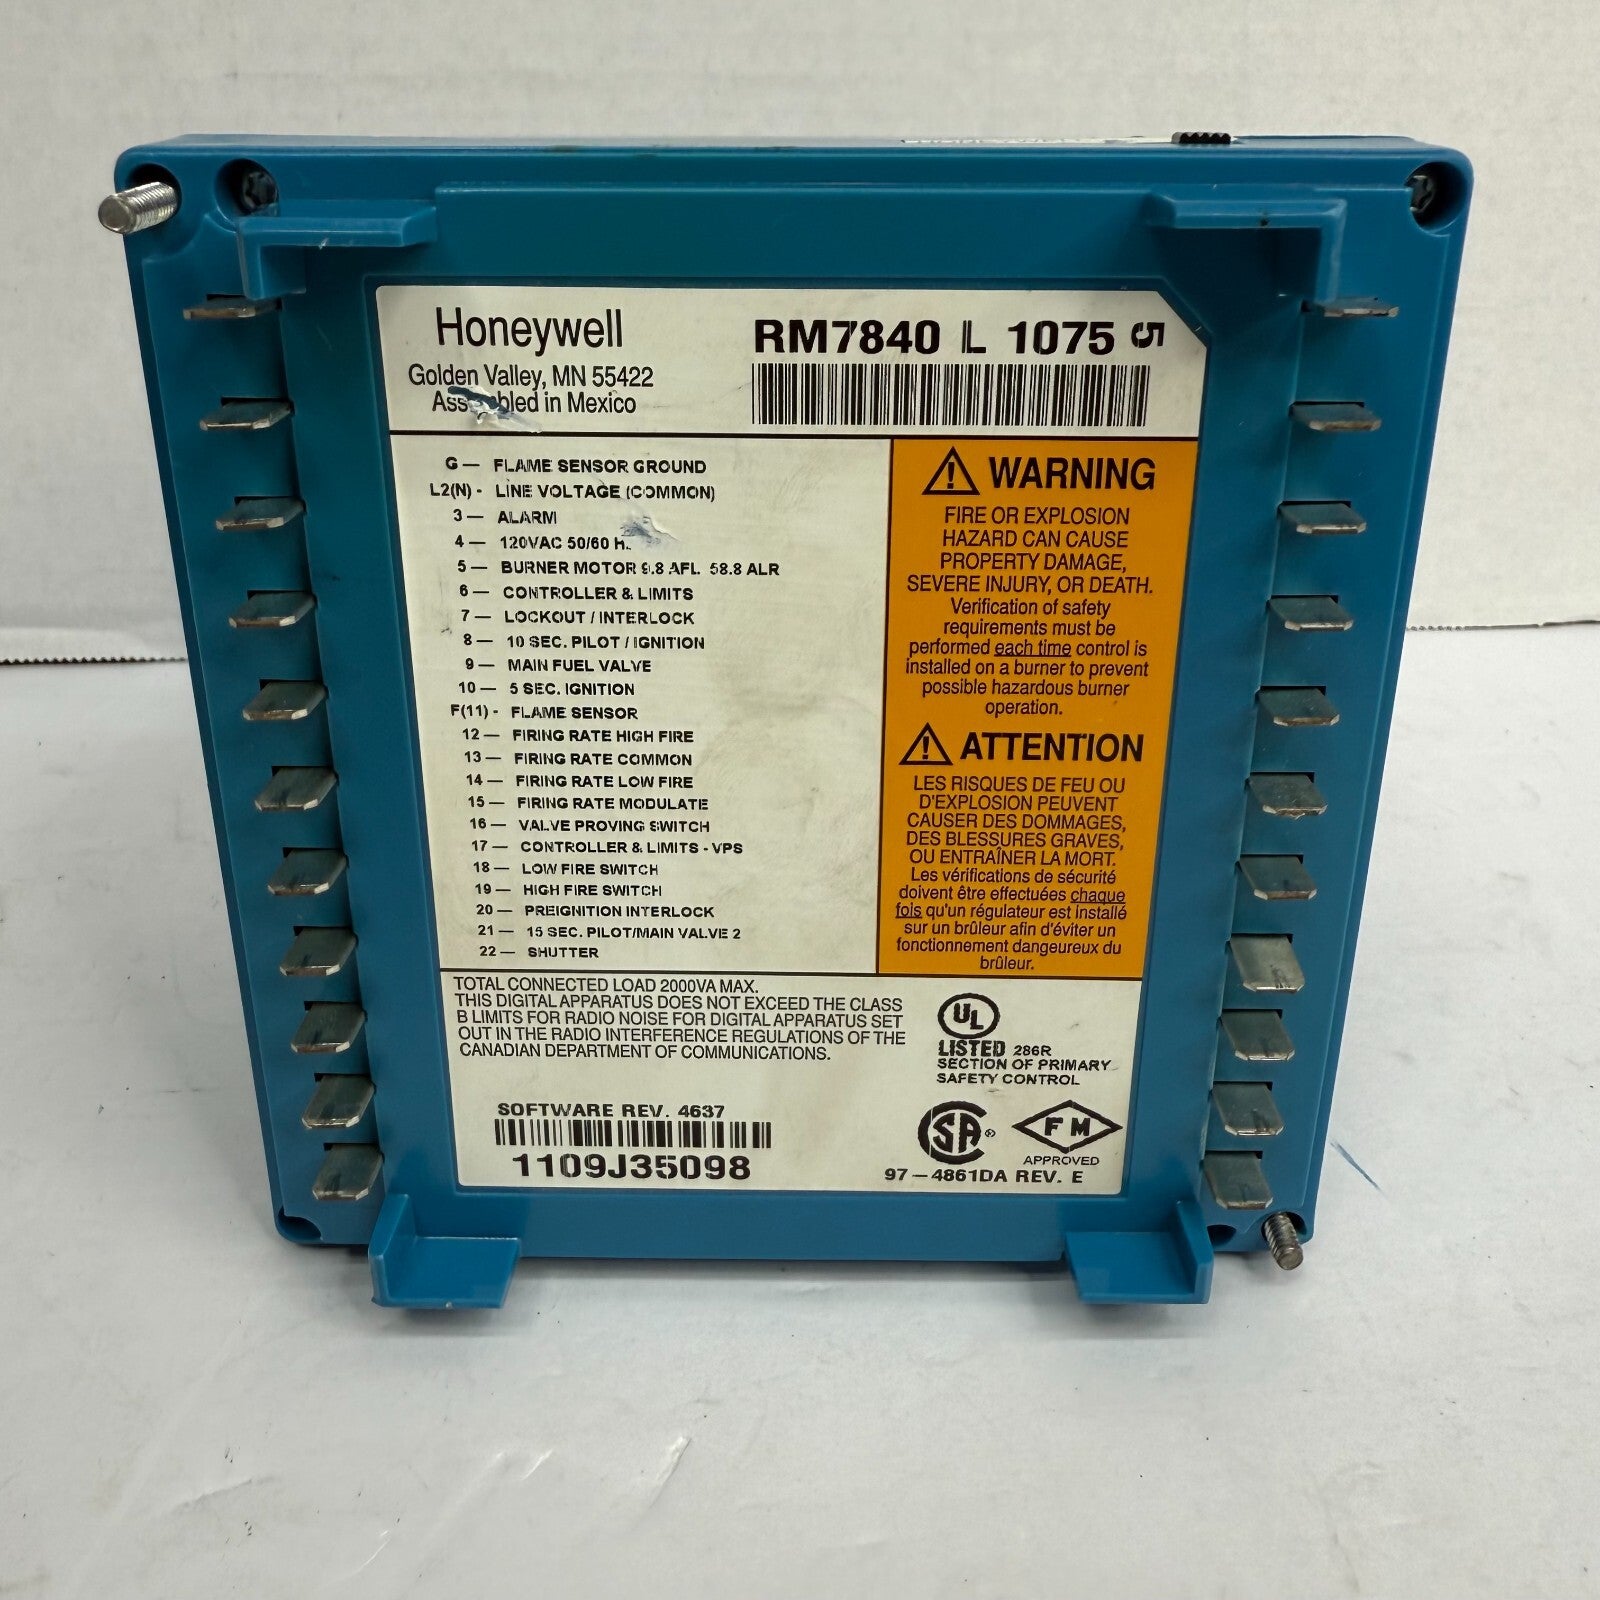 Honeywell
Golden Valley, MN 55422
in Mexico
RM7840 L 1075 5
G — FLAME SENSOR GROUND
L2(N) - LINE VOLTAGE (COMMON)
3 — ALARM
4 — 120VAC 50/60
5 — BURNER MOTOR 9.8 AFL 58.8 ALR
6 — CONTROLLER & LIMITS
7 — LOCKOUT / INTERLOCK
8 — 10 SEC. PILOT / IGNITION
9 — MAIN FUEL VALVE
10 — 5 SEC. IGNITION
F(11) - FLAME SENSOR
12 — FIRING RATE HIGH FIRE
13 — FIRING RATE COMMON
14 — FIRING RATE LOW FIRE
15 — FIRING RATE MODULATE
16 — VALVE PROVING SWITCH
17 — CONTROLLER & LIMITS - VPS
18 — LOW FIRE SWITCH
19 — HIGH FIRE SWITCH
20 — PREIGNITION INTERLOCK
21 — 15 SEC. PILOT/MAIN VALVE 2
22 — SHUTTER
WARNING
FIRE OR EXPLOSION
HAZARD CAN CAUSE
PROPERTY DAMAGE,
SEVERE INJURY, OR DEATH.
Verification of safety
requirements must be
performed each time control is
installed on a burner to prevent
possible hazardous burner
operation.
ATTENTION
LES RISQUES DE FEU OU
D'EXPLOSION PEUVENT
CAUSER DES DOMMAGES,
DES BLESSURES GRAVES,
OU ENTRAÎNER LA MORT.
Les vérifications de sécurité
doivent être effectuées chaque
fois qu'un régulateur est installé
sur un brûleur afin d'éviter un
fonctionnement dangeureux du
brûleur.
TOTAL CONNECTED LOAD 2000VA MAX.
THIS DIGITAL APPARATUS DOES NOT EXCEED THE CLASS
B LIMITS FOR RADIO NOISE FOR DIGITAL APPARATUS SET
OUT IN THE RADIO INTERFERENCE REGULATIONS OF THE
CANADIAN DEPARTMENT OF COMMUNICATIONS.
UL
LISTED 286R
SECTION OF PRIMARY
SAFETY CONTROL
SOFTWARE REV. 4637
1109J35098
SA ®
FM
APPROVED
97-4861DA REV. E